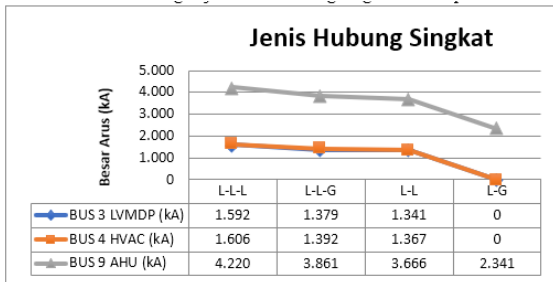 Jenis Hubung Singkat
Besar Arus (kA)
5.000
4.000
3.000
2.000
1.000
0
L-L-L L-L-G L-L L-G
BUS 3 LVMDP (kA) 1.592 1.379 1.341 0
BUS 4 HVAC (kA) 1.606 1.392 1.367 0
BUS 9 AHU (kA) 4.220 3.861 3.666 2.341